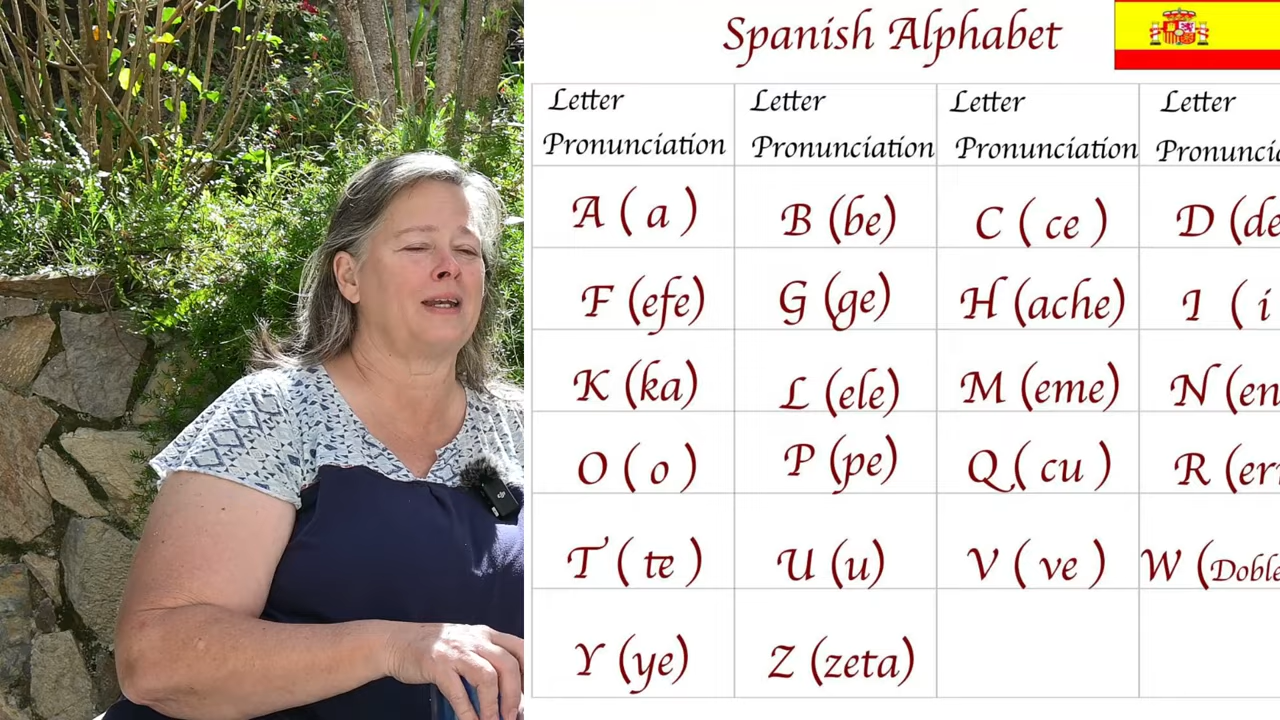 Spanish Alphabet
Letter Letter Letter Letter
Pronunciation Pronunciation Pronunciation
A ( a ) B (be) C ( ce ) D
F (efe) G (ge) H (ache) I ( i
K (ka) L (ele) M (eme) N
O ( o ) P (pe) Q ( cu ) R
T ( te ) U (u) V ( ve ) W (Doble
Y (ye) Z (zeta)